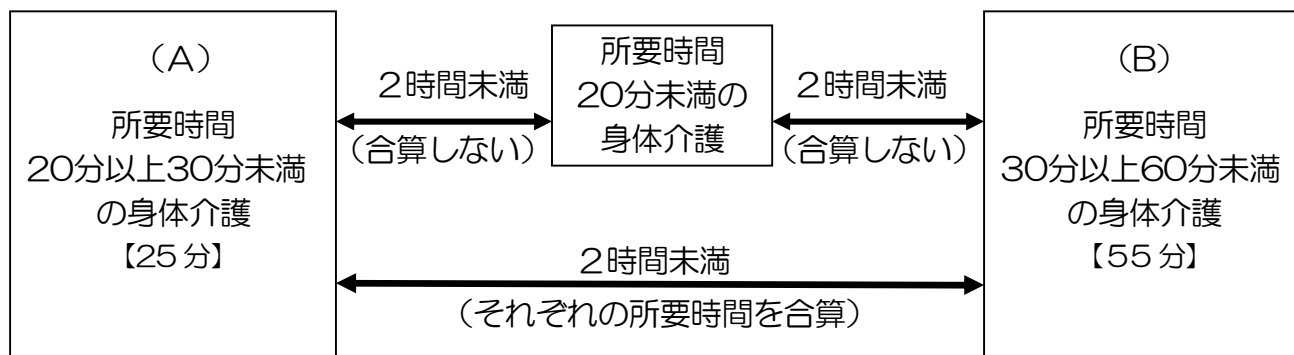 （Ａ）
所要時間
20分以上30分未満
の身体介護
【25 分】
２時間未満
（合算しない）
所要時間
20分未満の
身体介護
２時間未満
（合算しない）
（Ｂ）
所要時間
30分以上60分未満
の身体介護
【55 分】
２時間未満
（それぞれの所要時間を合算）